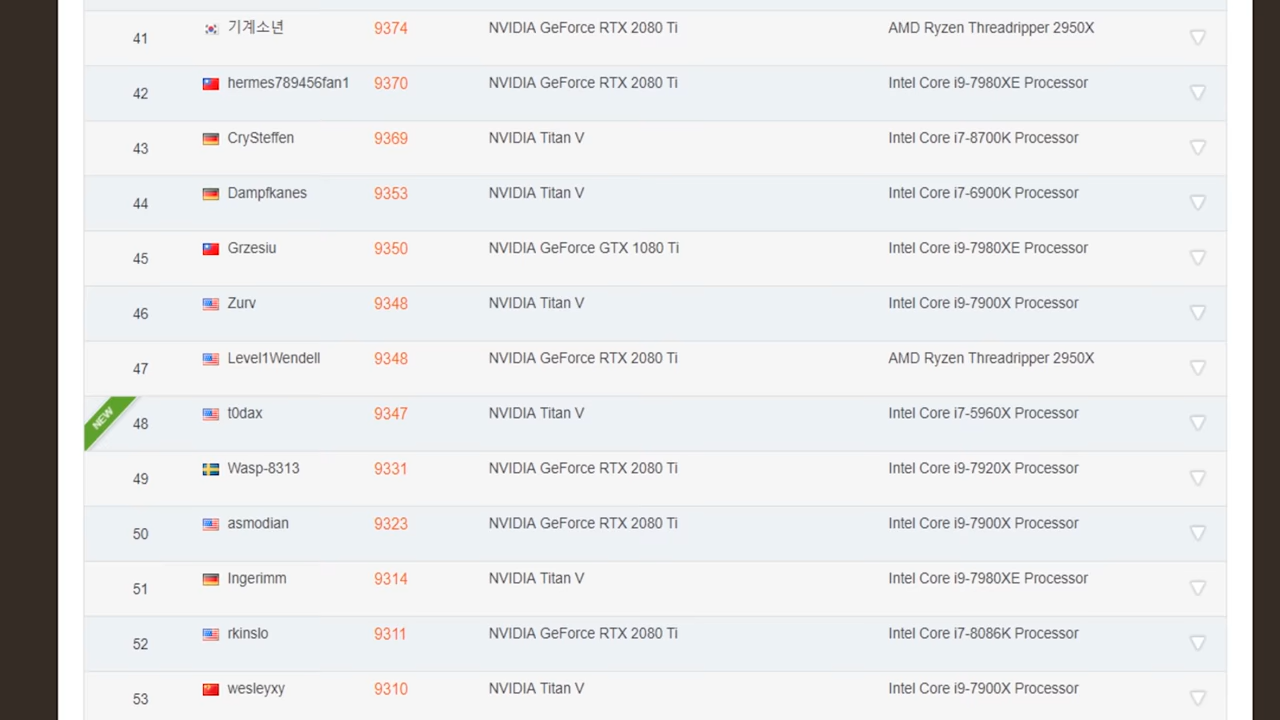 41 기계소년 9374 NVIDIA GeForce RTX 2080 Ti AMD Ryzen Threadripper 2950X
42 hermes789456fan1 9370 NVIDIA GeForce RTX 2080 Ti Intel Core i9-7980XE Processor
43 CrySteffen 9369 NVIDIA Titan V Intel Core i7-8700K Processor
44 Dampfkanes 9353 NVIDIA Titan V Intel Core i7-6900K Processor
45 Grzesiu 9350 NVIDIA GeForce GTX 1080 Ti Intel Core i9-7980XE Processor
46 Zurv 9348 NVIDIA Titan V Intel Core i9-7900X Processor
47 Level1Wendell 9348 NVIDIA GeForce RTX 2080 Ti AMD Ryzen Threadripper 2950X
NEW 48 t0dax 9347 NVIDIA Titan V Intel Core i7-5960X Processor
49 Wasp-8313 9331 NVIDIA GeForce RTX 2080 Ti Intel Core i9-7920X Processor
50 asmodian 9323 NVIDIA GeForce RTX 2080 Ti Intel Core i9-7900X Processor
51 Ingerimm 9314 NVIDIA Titan V Intel Core i9-7980XE Processor
52 rkinslo 9311 NVIDIA GeForce RTX 2080 Ti Intel Core i7-8086K Processor
53 wesleyxy 9310 NVIDIA Titan V Intel Core i9-7900X Processor